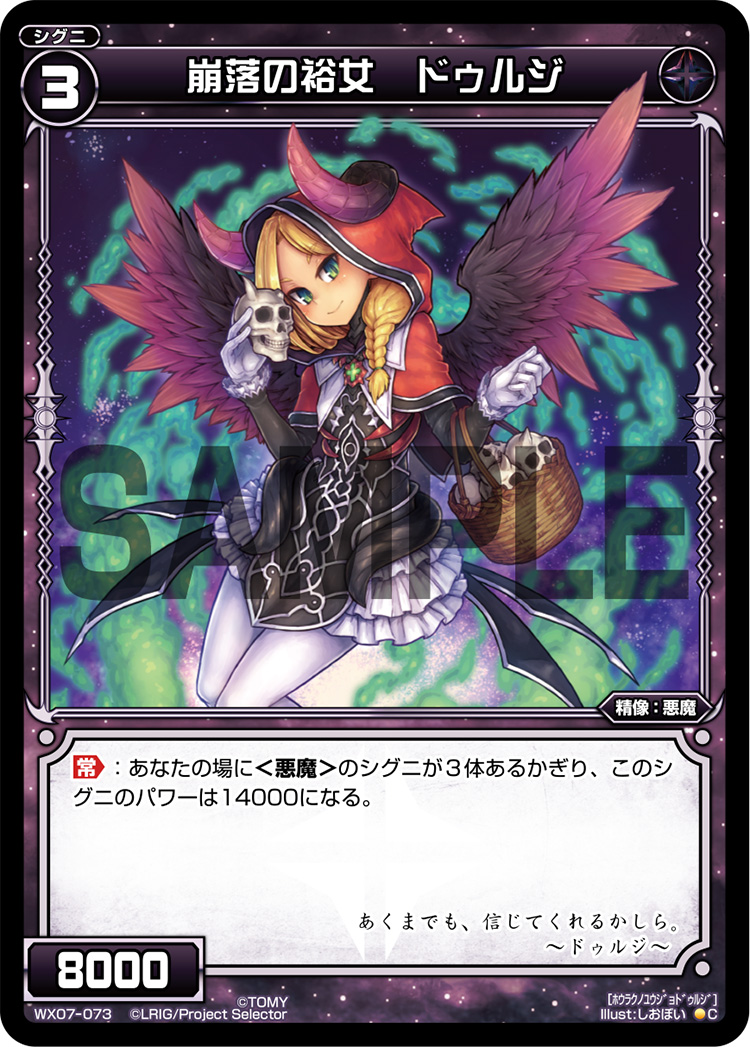 シグニ
3
崩落の裕女　ドゥルジ
SAMPLE
精像：悪魔
常：あなたの場に＜悪魔＞のシグニが３体あるかぎり、このシ
グニのパワーは14000になる。
あくまでも、信じてくれるかしら。
～ドゥルジ～
8000
WX07-073 ©LRIG/Project Selector
©TOMY
[ﾎｳﾗｸﾉﾕｳｼﾞｮﾄﾞｩﾙｼﾞ]
Illust:しおぼい C